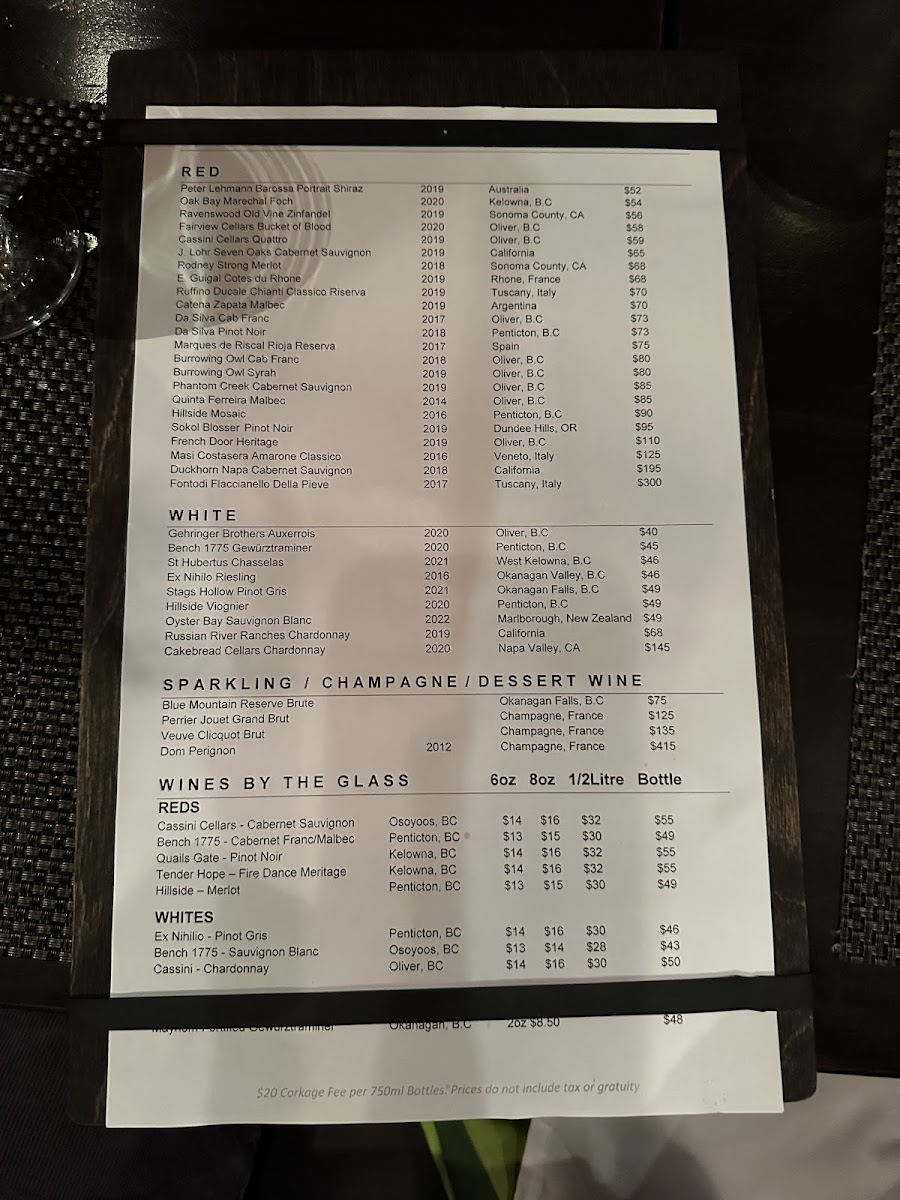 RED
Peter Lehmann Barossa Portrait Shiraz 2019 Australia $52
Oak Bay Marechal Foch 2020 Kelowna, B.C $54
Ravenswood Old Vine Zinfandel 2019 Sonoma County, CA $56
Fairview Cellars Bucket of Blood 2020 Oliver, B.C $58
Cassini Cellars Quattro 2019 Oliver, B.C $59
J. Lohr Seven Oaks Cabernet Sauvignon 2019 California $65
Rodney Strong Merlot 2018 Sonoma County, CA $68
E. Guigal Cotes du Rhone 2019 Rhone, France $68
Ruffino Ducale Chianti Classico Riserva 2019 Tuscany, Italy $70
Catena Zapata Malbec 2019 Argentina $70
Da Silva Cab Franc 2017 Oliver, B.C $73
Da Silva Pinot Noir 2018 Penticton, B.C $73
Marques de Riscal Rioja Reserva 2017 Spain $75
Burrowing Owl Cab Franc 2018 Oliver, B.C $80
Burrowing Owl Syrah 2019 Oliver, B.C $80
Phantom Creek Cabernet Sauvignon 2019 Oliver, B.C $85
Quinta Ferreira Malbec 2014 Oliver, B.C $85
Hillside Mosaic 2016 Penticton, B.C $90
Sokol Blosser Pinot Noir 2019 Dundee Hills, OR $95
French Door Heritage 2019 Oliver, B.C $110
Masi Costasera Amarone Classico 2016 Veneto, Italy $125
Duckhorn Napa Cabernet Sauvignon 2018 California $195
Fontodi Flaccianello Della Pieve 2017 Tuscany, Italy $300
WHITE
Gehringer Brothers Auxerrois 2020 Oliver, B.C $40
Bench 1775 Gewürztraminer 2020 Penticton, B.C $45
St Hubertus Chasselas 2021 West Kelowna, B.C $46
Ex Nihilo Riesling 2016 Okanagan Valley, B.C $46
Stags Hollow Pinot Gris 2021 Okanagan Falls, B.C $49
Hillside Viognier 2020 Penticton, B.C $49
Oyster Bay Sauvignon Blanc 2022 Marlborough, New Zealand $49
Russian River Ranches Chardonnay 2019 California $68
Cakebread Cellars Chardonnay 2020 Napa Valley, CA $145
SPARKLING / CHAMPAGNE / DESSERT WINE
Blue Mountain Reserve Brute Okanagan Falls, B.C $75
Perrier Jouet Grand Brut Champagne, France $125
Veuve Clicquot Brut Champagne, France $135
Dom Perignon 2012 Champagne, France $415
WINES BY THE GLASS 6oz 8oz 1/2Litre Bottle
REDS
Cassini Cellars - Cabernet Sauvignon Osoyoos, BC $14 $16 $32 $55
Bench 1775 - Cabernet Franc/Malbec Penticton, BC $13 $15 $30 $49
Quails Gate - Pinot Noir Kelowna, BC $14 $16 $32 $55
Tender Hope – Fire Dance Meritage Kelowna, BC $14 $16 $32 $55
Hillside – Merlot Penticton, BC $13 $15 $30 $49
WHITES
Ex Nihilio - Pinot Gris Penticton, BC $14 $16 $30 $46
Bench 1775 - Sauvignon Blanc Osoyoos, BC $13 $14 $28 $43
Cassini - Chardonnay Oliver, BC $14 $16 $30 $50
Fortified Gewurztraminer Okanagan, B.C 2oz $8.50 $48
$20 Corkage Fee per 750ml Bottles. Prices do not include tax or gratuity